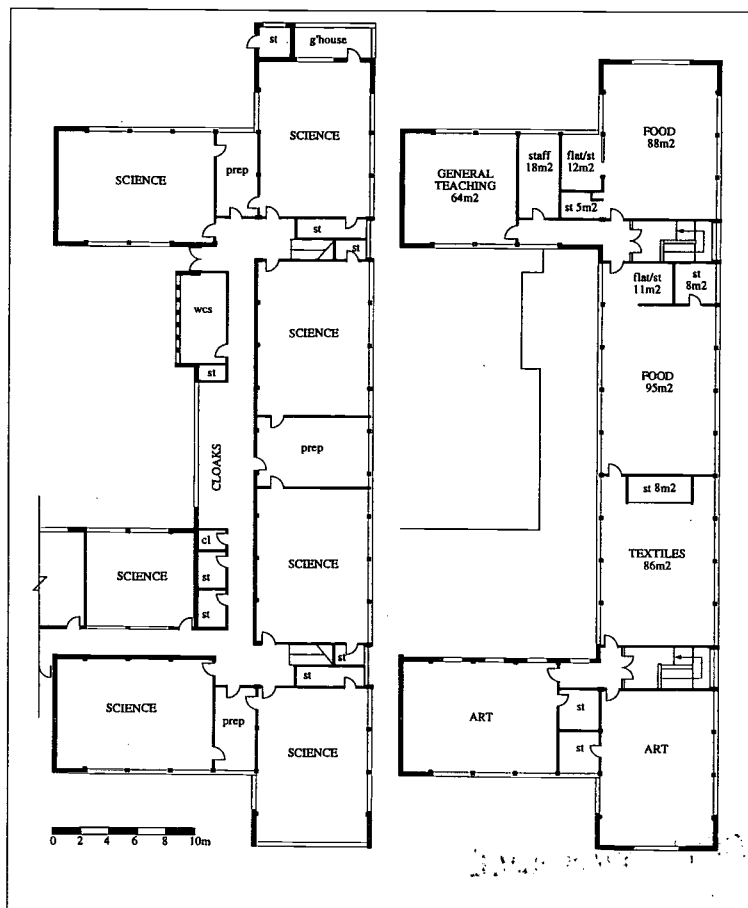 st
g'house
SCIENCE
SCIENCE
prep
st
st
wcs
SCIENCE
st
CLOAKS
prep
cl
SCIENCE
st
SCIENCE
st
st
st
SCIENCE
prep
SCIENCE
0 2 4 6 8 10m
FOOD
88m2
GENERAL
TEACHING
64m2
staff
18m2
flat/st
12m2
st 5m2
flat/st
11m2
st
8m2
FOOD
95m2
st 8m2
TEXTILES
86m2
ART
st
st
ART